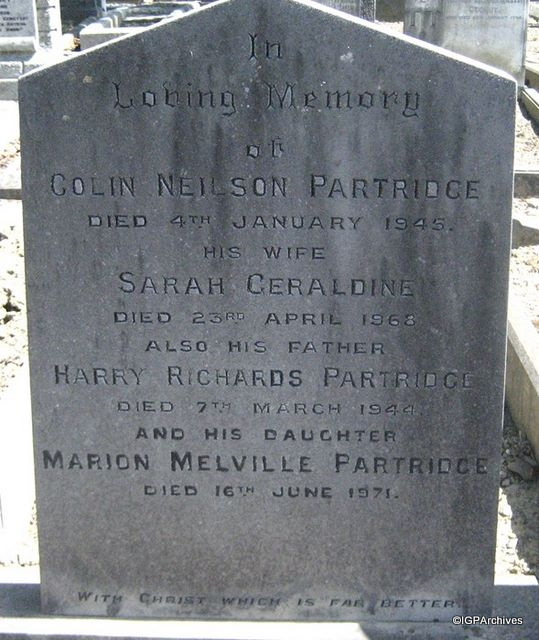 In
Loving Memory
of
COLIN NEILSON PARTRIDGE
DIED 4TH JANUARY 1945.
HIS WIFE
SARAH GERALDINE
DIED 23RD APRIL 1968
ALSO HIS FATHER
HARRY RICHARDS PARTRIDGE
DIED 7TH MARCH 1944.
AND HIS DAUGHTER
MARION MELVILLE PARTRIDGE
DIED 16TH JUNE 1971.
WITH CHRIST WHICH IS FAR BETTER.
©IGPArchives